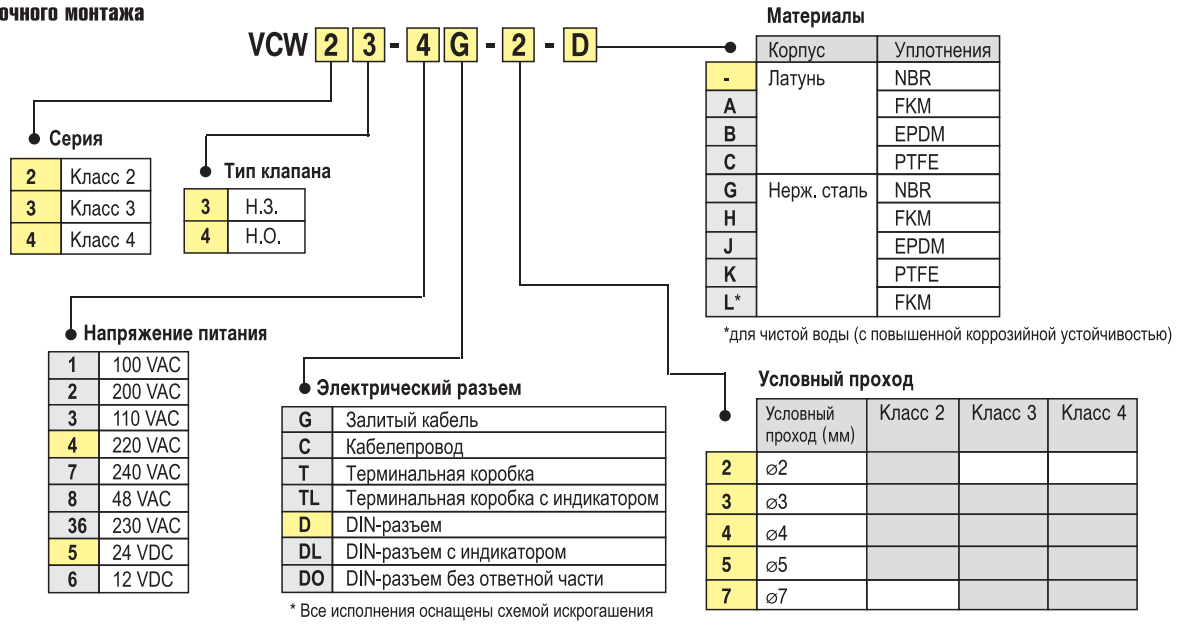 очного монтажа
VCW 2 3 - 4 G - 2 - D
Материалы
Корпус Уплотнения
- Латунь NBR
A FKM
B EPDM
C PTFE
G Нерж. сталь NBR
H FKM
J EPDM
K PTFE
L* FKM
*для чистой воды (с повышенной коррозийной устойчивостью)
Серия
2 Класс 2
3 Класс 3
4 Класс 4
Тип клапана
3 Н.З.
4 Н.О.
Напряжение питания
1 100 VAC
2 200 VAC
3 110 VAC
4 220 VAC
7 240 VAC
8 48 VAC
36 230 VAC
5 24 VDC
6 12 VDC
Электрический разъем
G Залитый кабель
C Кабелепровод
T Терминальная коробка
TL Терминальная коробка с индикатором
D DIN-разъем
DL DIN-разъем с индикатором
DO DIN-разъем без ответной части
* Все исполнения оснащены схемой искрогашения
Условный проход
Условный Класс 2 Класс 3 Класс 4
проход (мм)
2 ⌀2
3 ⌀3
4 ⌀4
5 ⌀5
7 ⌀7